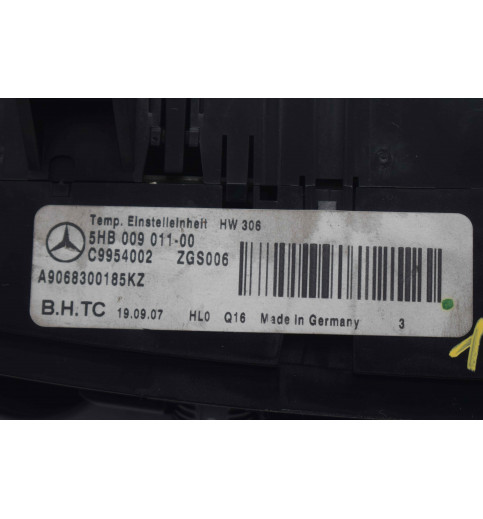 Temp. Einstelleinheit HW 306
5HB 009 011-00
C9954002 ZGS006
A9068300185KZ
B.H.TC 19.09.07 HL0 Q16 Made in Germany 3
1